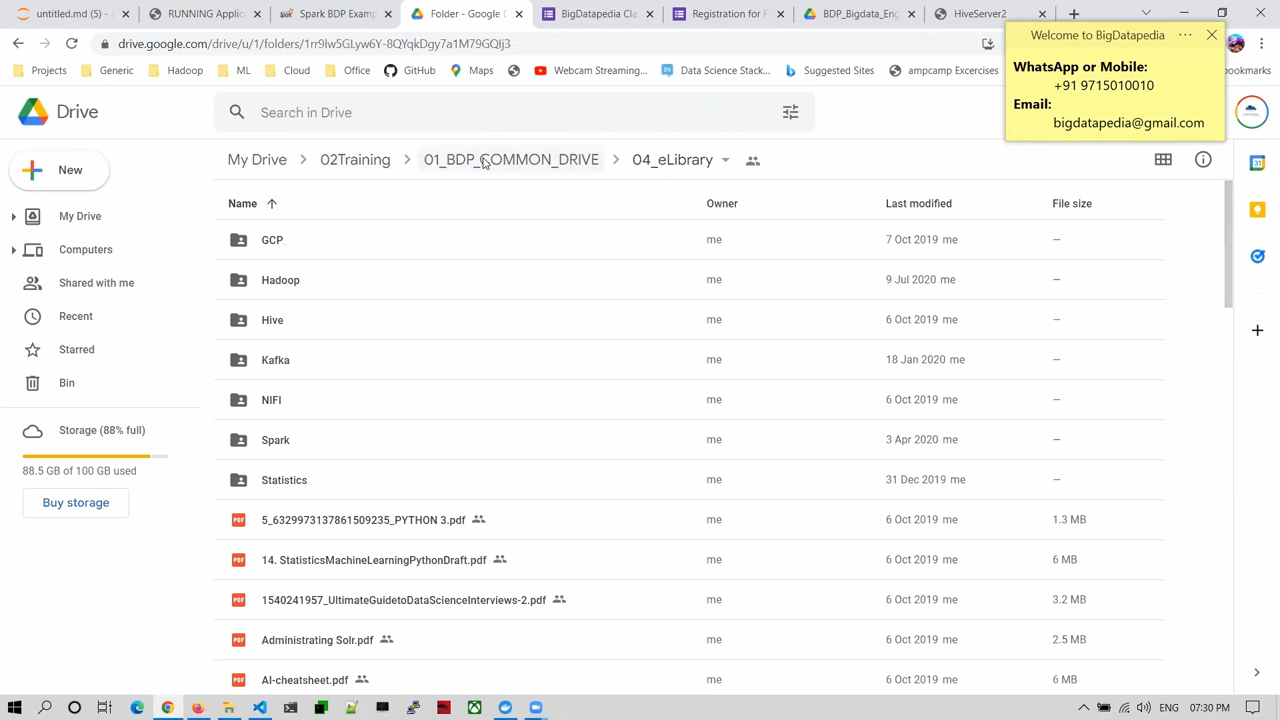 ontund.md (5) - J
RUNNING Applic
Spark BDP Exam
Folder - Google D
BigDatapedia Cla
Registration for F
BDP_Bigdata_Eng
HiveServer2
drive.google.com/drive/u/1/folders/1rr9lw5GLyw6Y-8QYqkDgy7a1M79GQIj3
Projects
Generic
Hadoop
ML
Cloud
Office
GitHub
Maps
Webcam Streaming...
Data Science Stack...
Suggested Sites
ampcamp Excercises
ookmarks
Welcome to BigDatapedia
WhatsApp or Mobile:
+91 9715010010
Email:
bigdatapedia@gmail.com
Drive
Search in Drive
New
My Drive
Computers
Shared with me
Recent
Starred
Bin
Storage (88% full)
88.5 GB of 100 GB used
Buy storage
My Drive > 02Training > 01_BDP_COMMON_DRIVE > 04_eLibrary
Name Owner Last modified File size
GCP me 7 Oct 2019 me —
Hadoop me 9 Jul 2020 me —
Hive me 6 Oct 2019 me —
Kafka me 18 Jan 2020 me —
NIFI me 6 Oct 2019 me —
Spark me 3 Apr 2020 me —
Statistics me 31 Dec 2019 me —
5_6329973137861509235_PYTHON 3.pdf me 6 Oct 2019 me 1.3 MB
14. StatisticsMachineLearningPythonDraft.pdf me 6 Oct 2019 me 6 MB
1540241957_UltimateGuidetoDataScienceInterviews-2.pdf me 6 Oct 2019 me 3.2 MB
Administrating Solr.pdf me 6 Oct 2019 me 2.5 MB
AI-cheatsheet.pdf me 6 Oct 2019 me 6 MB
31
ENG 07:30 PM